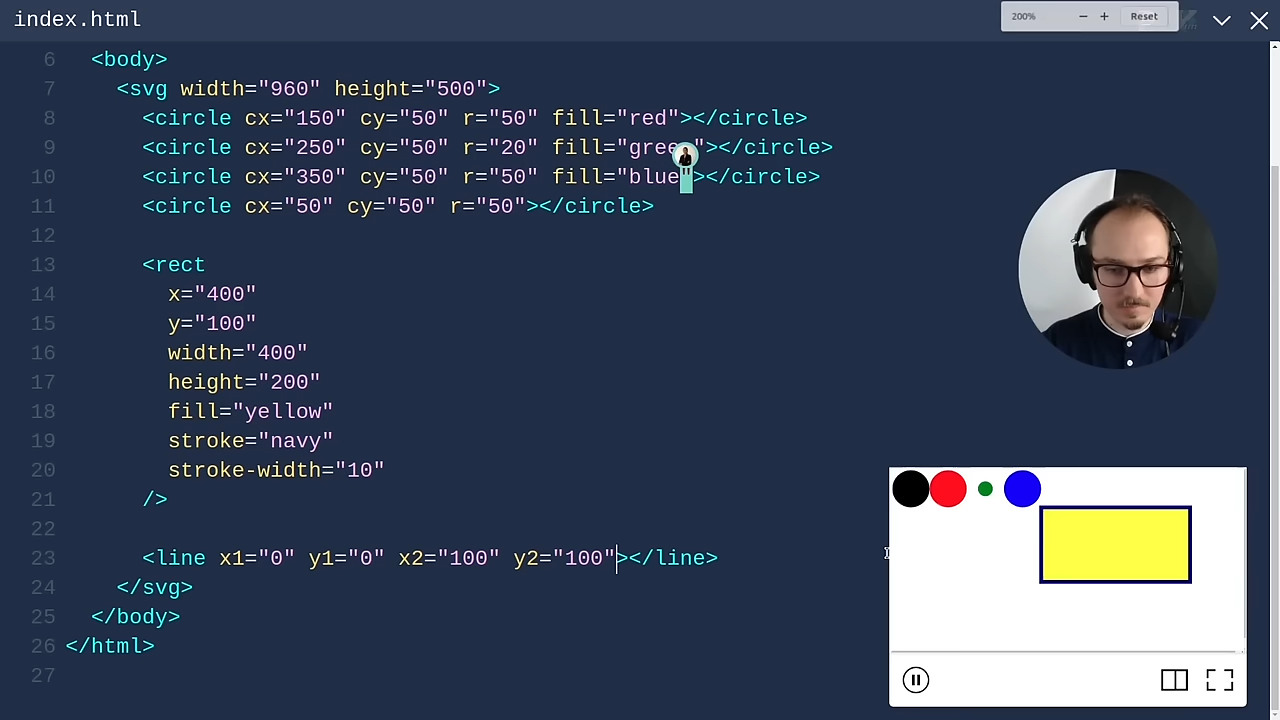 index.html
200% − + Reset
6 <body>
7 <svg width="960" height="500">
8 <circle cx="150" cy="50" r="50" fill="red"></circle>
9 <circle cx="250" cy="50" r="20" fill="green"></circle>
10 <circle cx="350" cy="50" r="50" fill="blue"></circle>
11 <circle cx="50" cy="50" r="50"></circle>
12
13 <rect
14 x="400"
15 y="100"
16 width="400"
17 height="200"
18 fill="yellow"
19 stroke="navy"
20 stroke-width="10"
21 />
22
23 <line x1="0" y1="0" x2="100" y2="100"></line>
24 </svg>
25 </body>
26 </html>
27